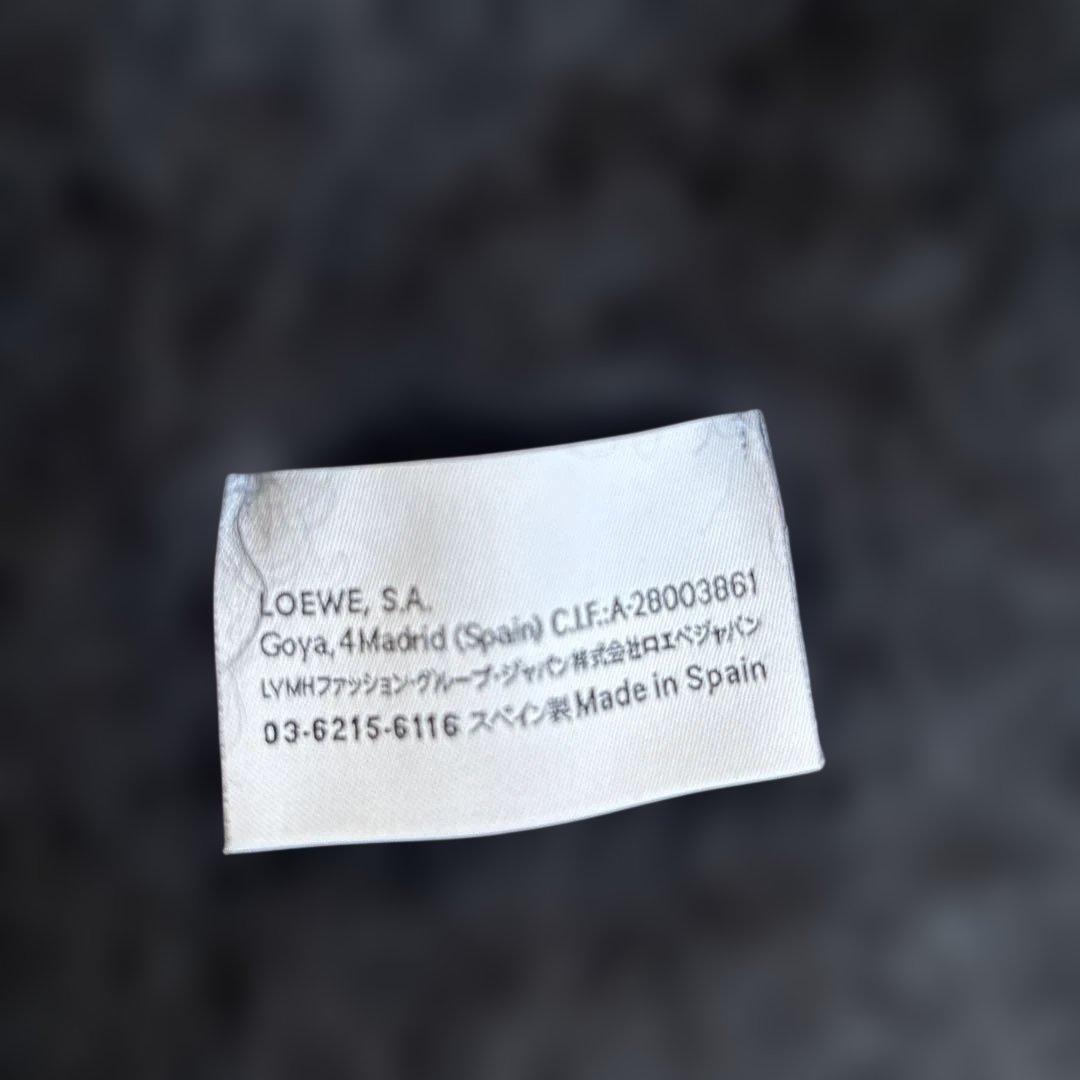 LOEWE, S.A.
Goya, 4 Madrid (Spain) C.I.F.:A-28003861
LVMHファッション・グループ・ジャパン株式会社ロエベジャパン
03-6215-6116 スペイン製 Made in Spain